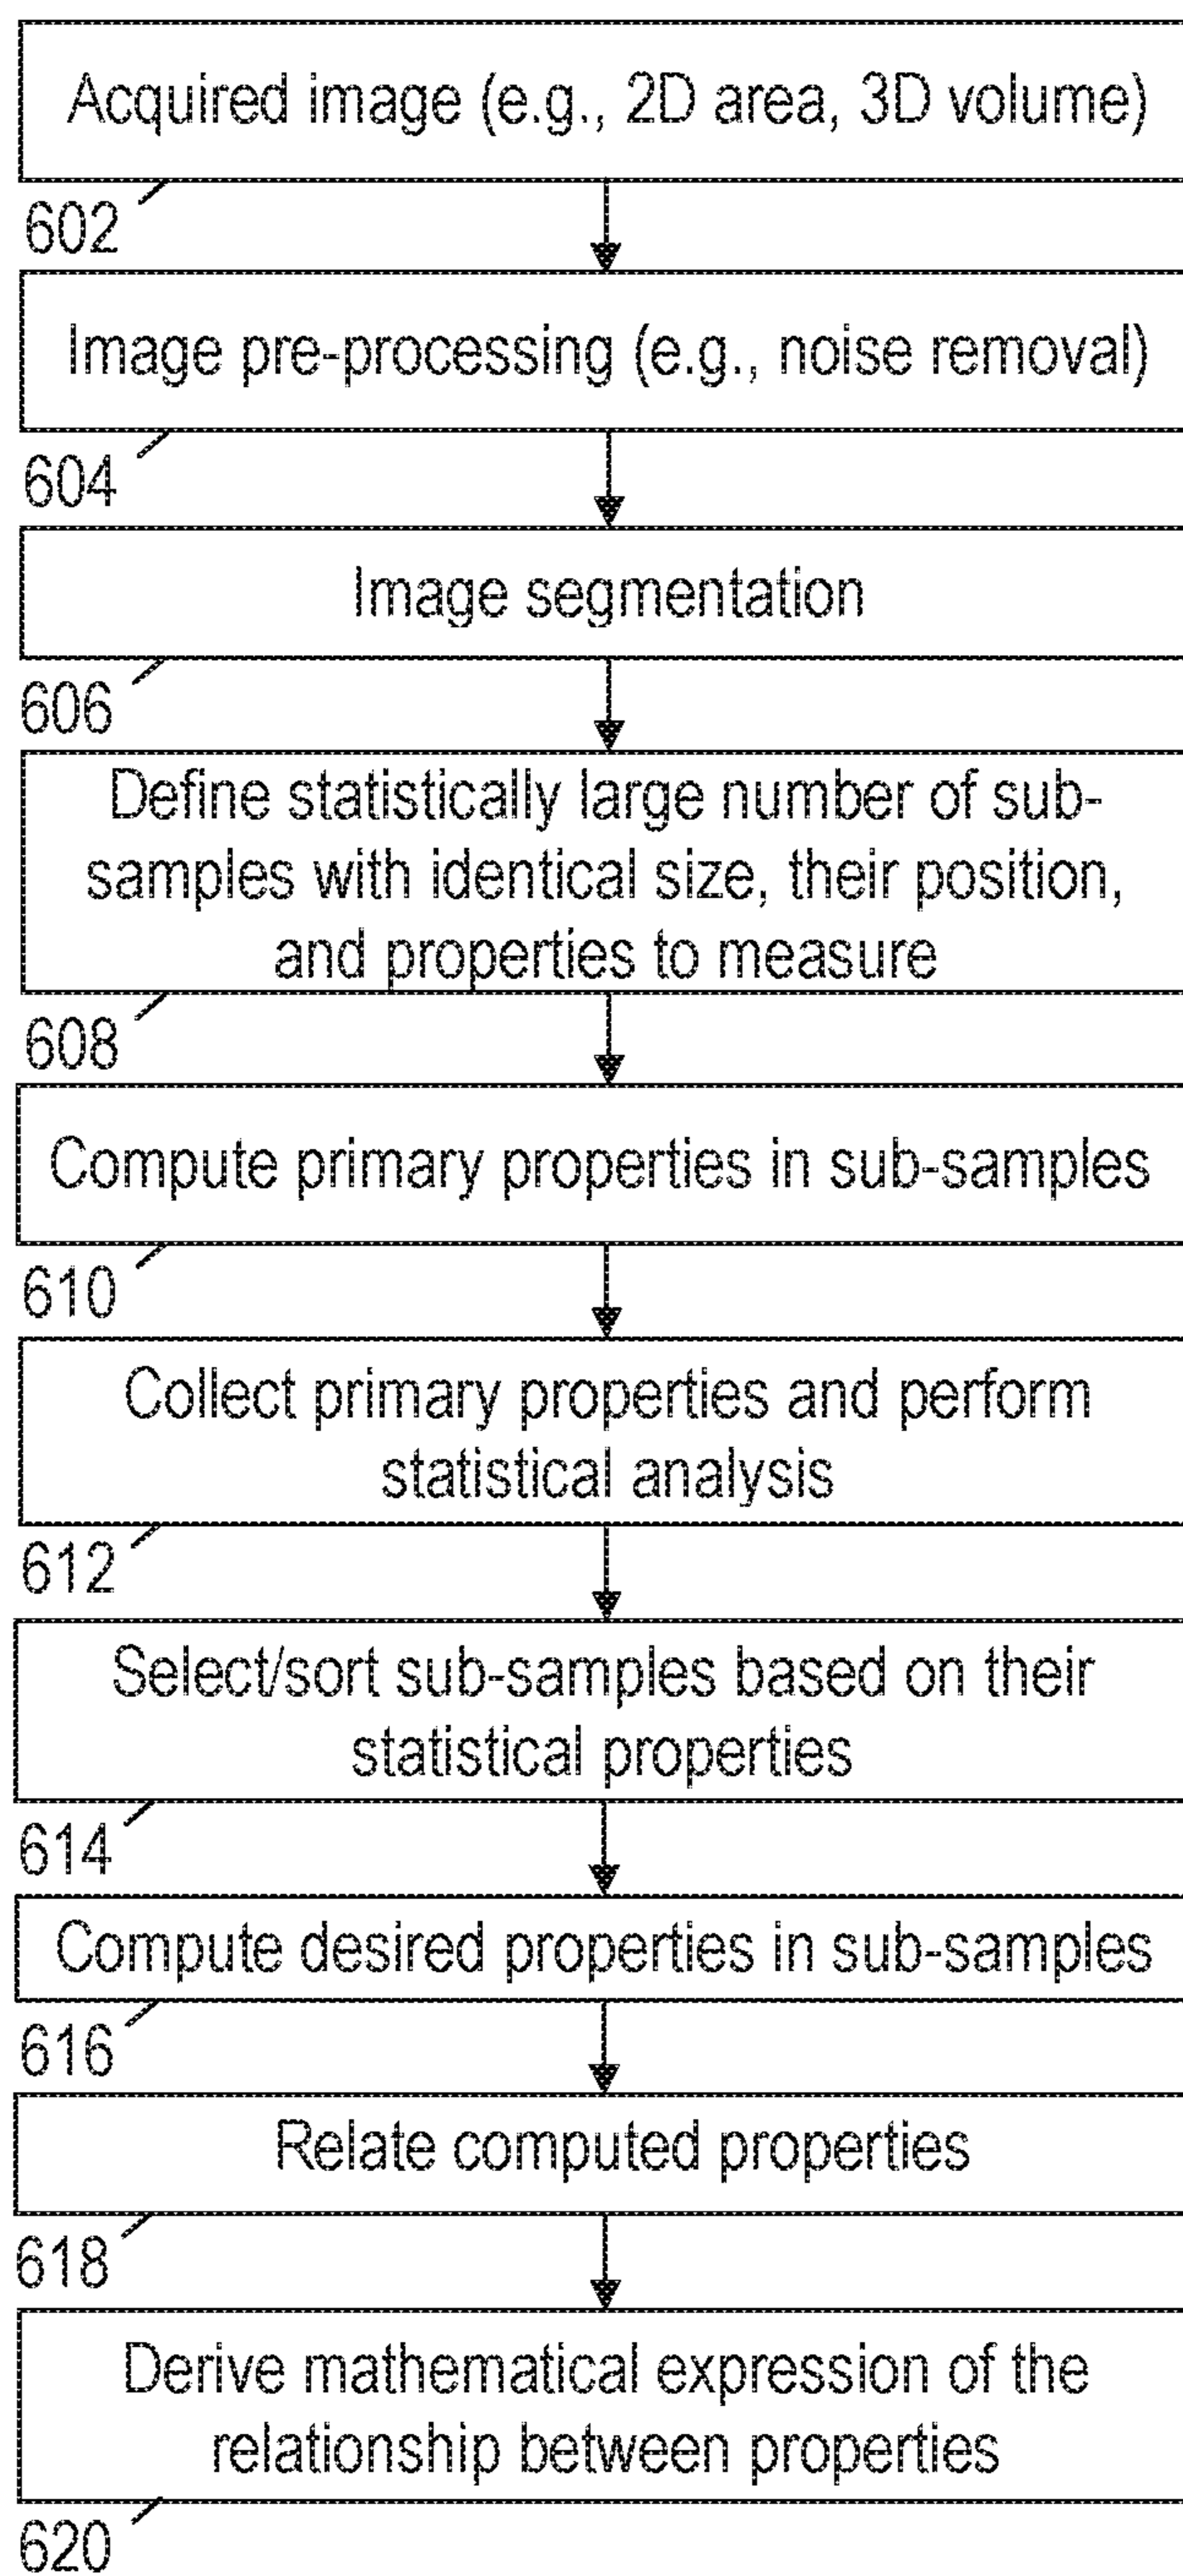 Acquired image (e.g., 2D area, 3D volume)
602
Image pre-processing (e.g., noise removal)
604
Image segmentation
606
Define statistically large number of sub-
samples with identical size, their position,
and properties to measure
608
Compute primary properties in sub-samples
610
Collect primary properties and perform
statistical analysis
612
Select/sort sub-samples based on their
statistical properties
614
Compute desired properties in sub-samples
616
Relate computed properties
618
Derive mathematical expression of the
relationship between properties
620